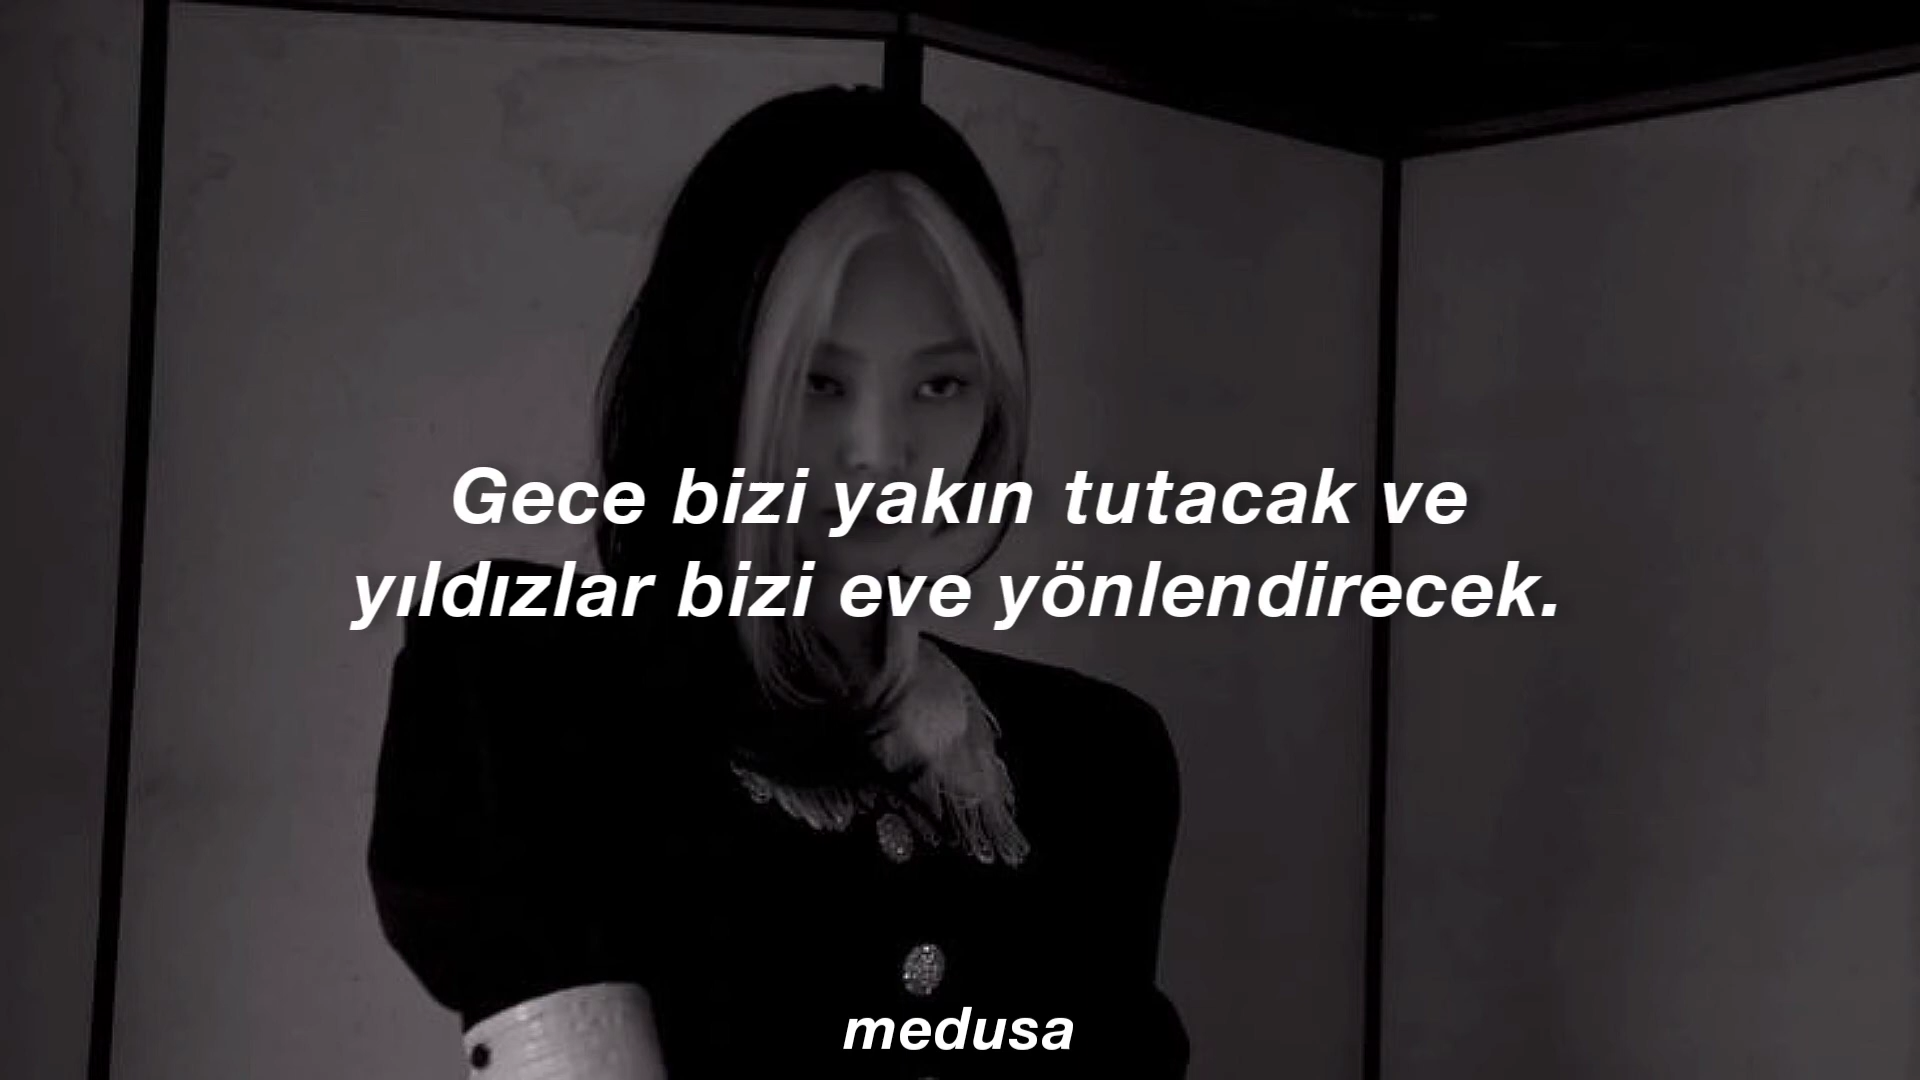 Gece bizi yakın tutacak ve
yıldızlar bizi eve yönlendirecek.
medusa